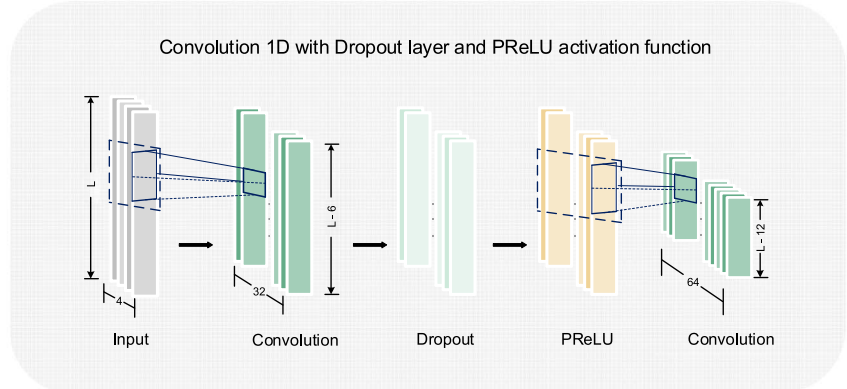 Convolution 1D with Dropout layer and PReLU activation function
L
4
32
L - 6
64
L - 12
Input
Convolution
Dropout
PReLU
Convolution